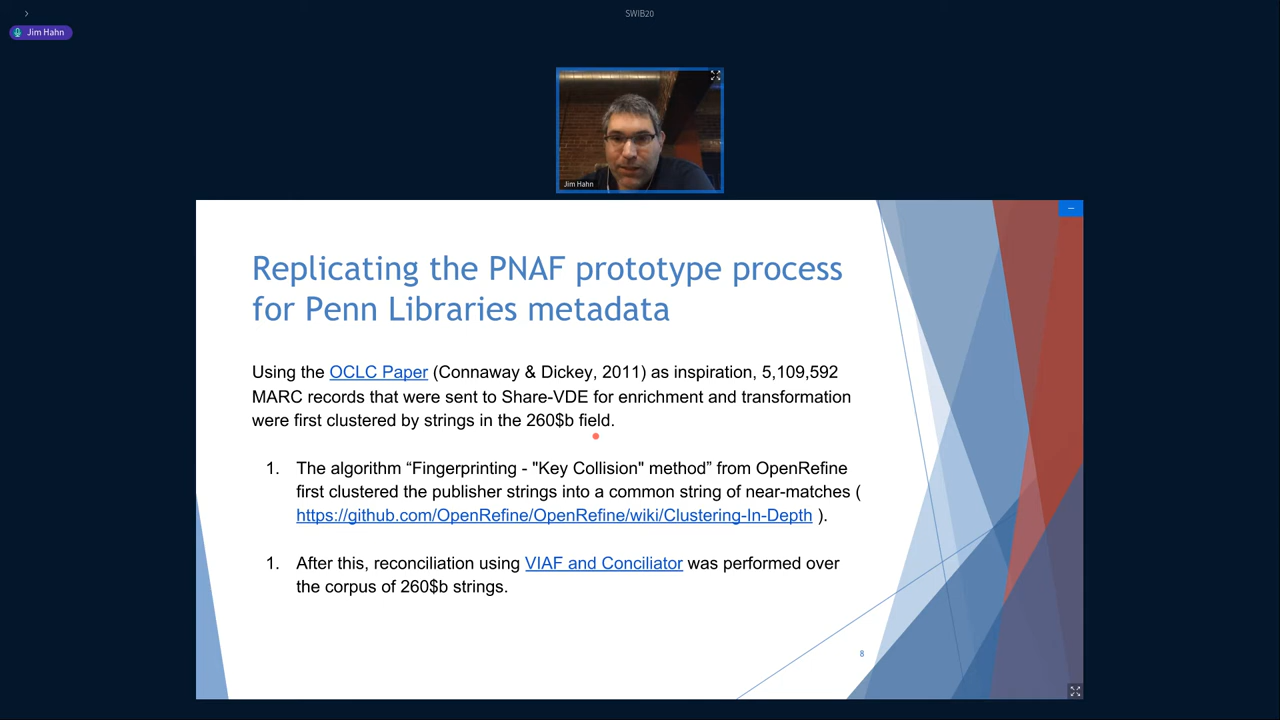 SWIB20
Jim Hahn
Jim Hahn
Replicating the PNAF prototype process
for Penn Libraries metadata
Using the OCLC Paper (Connaway & Dickey, 2011) as inspiration, 5,109,592
MARC records that were sent to Share-VDE for enrichment and transformation
were first clustered by strings in the 260$b field.
1. The algorithm “Fingerprinting - "Key Collision" method” from OpenRefine
first clustered the publisher strings into a common string of near-matches (
https://github.com/OpenRefine/OpenRefine/wiki/Clustering-In-Depth ).
1. After this, reconciliation using VIAF and Conciliator was performed over
the corpus of 260$b strings.
8